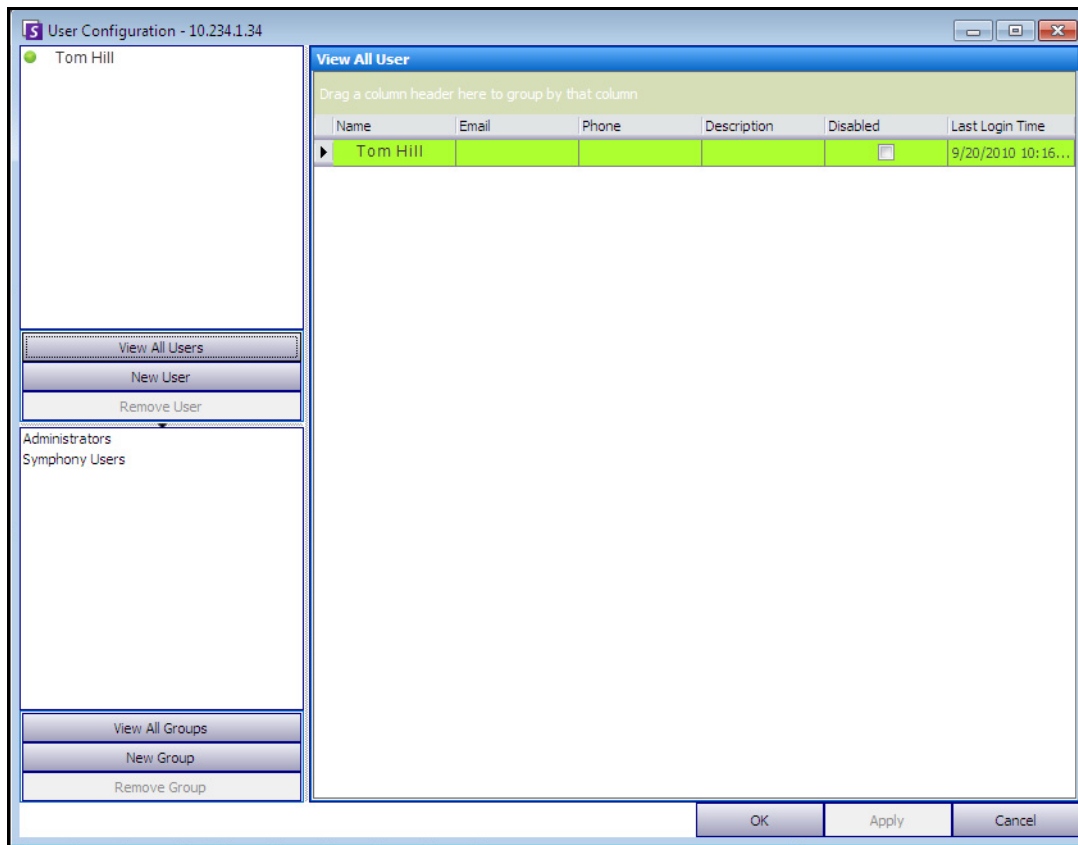 User Configuration - 10.234.1.34
Tom Hill
View All Users
New User
Remove User
Administrators
Symphony Users
View All Groups
New Group
Remove Group
View All User
Drag a column header here to group by that column
Name Email Phone Description Disabled Last Login Time
Tom Hill 9/20/2010 10:16...
OK Apply Cancel